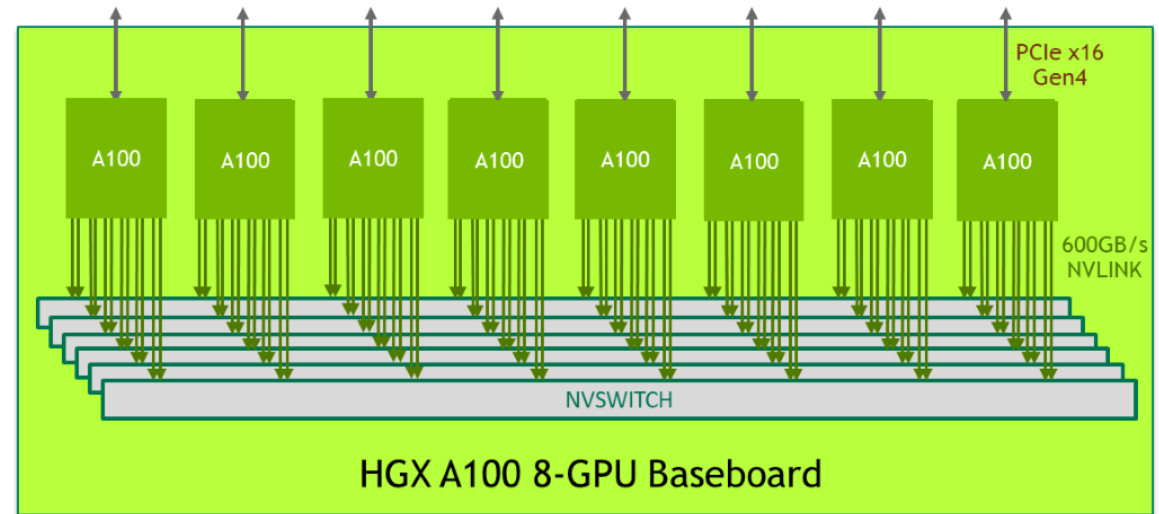 PCIe x16
Gen4
A100
A100
A100
A100
A100
A100
A100
A100
600GB/s
NVLINK
NVSWITCH
HGX A100 8-GPU Baseboard